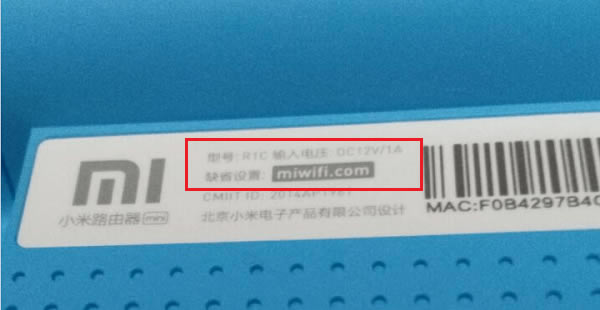 mi
小米路由器 mini
型号: R1C 输入电压: DC12V/1A
缺省设置: miwifi.com
CMIIT ID:
北京小米电子产品有限公司设计
MAC:F0B4297B40